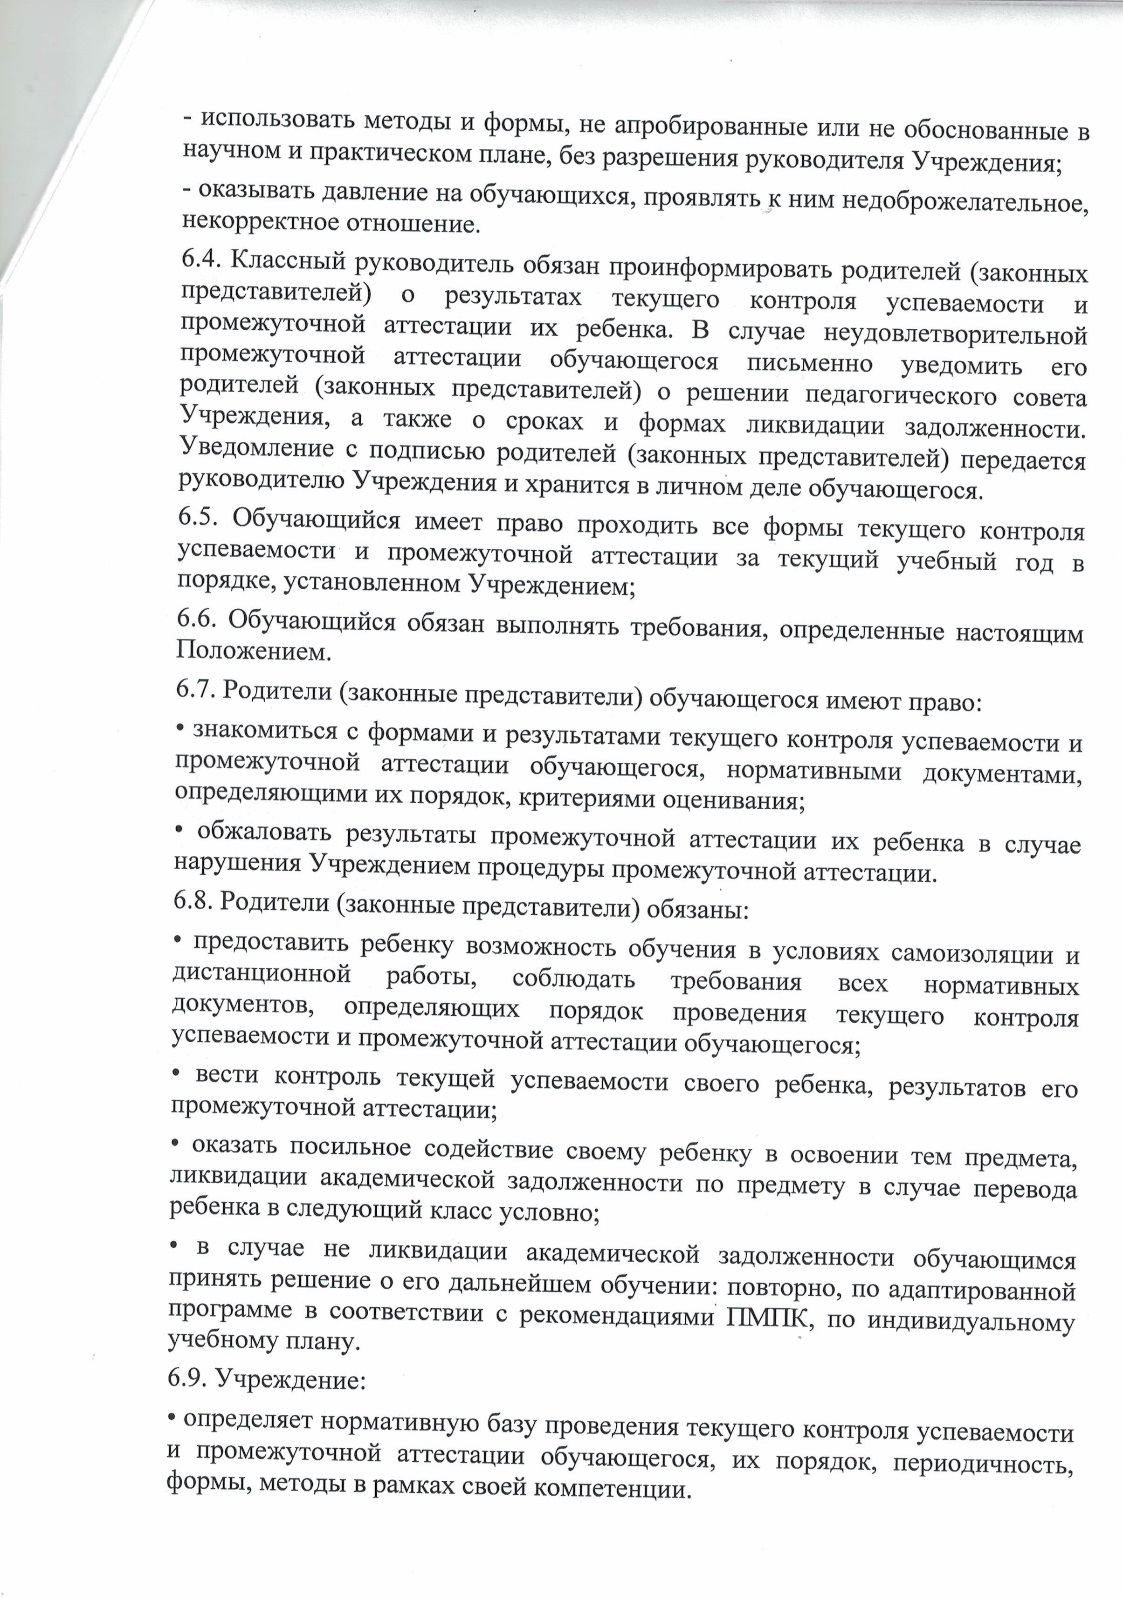 - использовать методы и формы, не апробированные или не обоснованные в
научном и практическом плане, без разрешения руководителя Учреждения;
- оказывать давление на обучающихся, проявлять к ним недоброжелательное,
некорректное отношение.
6.4. Классный руководитель обязан проинформировать родителей (законных
представителей) о результатах текущего контроля успеваемости и
промежуточной аттестации их ребенка. В случае неудовлетворительной
промежуточной аттестации обучающегося письменно уведомить его
родителей (законных представителей) о решении педагогического совета
Учреждения, а также о сроках и формах ликвидации задолженности.
Уведомление с подписью родителей (законных представителей) передается
руководителю Учреждения и хранится в личном деле обучающегося.
6.5. Обучающийся имеет право проходить все формы текущего контроля
успеваемости и промежуточной аттестации за текущий учебный год в
порядке, установленном Учреждением;
6.6. Обучающийся обязан выполнять требования, определенные настоящим
Положением.
6.7. Родители (законные представители) обучающегося имеют право:
• знакомиться с формами и результатами текущего контроля успеваемости и
промежуточной аттестации обучающегося, нормативными документами,
определяющими их порядок, критериями оценивания;
• обжаловать результаты промежуточной аттестации их ребенка в случае
нарушения Учреждением процедуры промежуточной аттестации.
6.8. Родители (законные представители) обязаны:
• предоставить ребенку возможность обучения в условиях самоизоляции и
дистанционной работы, соблюдать требования всех нормативных
документов, определяющих порядок проведения текущего контроля
успеваемости и промежуточной аттестации обучающегося;
• вести контроль текущей успеваемости своего ребенка, результатов его
промежуточной аттестации;
• оказать посильное содействие своему ребенку в освоении тем предмета,
ликвидации академической задолженности по предмету в случае перевода
ребенка в следующий класс условно;
• в случае не ликвидации академической задолженности обучающимся
принять решение о его дальнейшем обучении: повторно, по адаптированной
программе в соответствии с рекомендациями ПМПК, по индивидуальному
учебному плану.
6.9. Учреждение:
• определяет нормативную базу проведения текущего контроля успеваемости
и промежуточной аттестации обучающегося, их порядок, периодичность,
формы, методы в рамках своей компетенции.